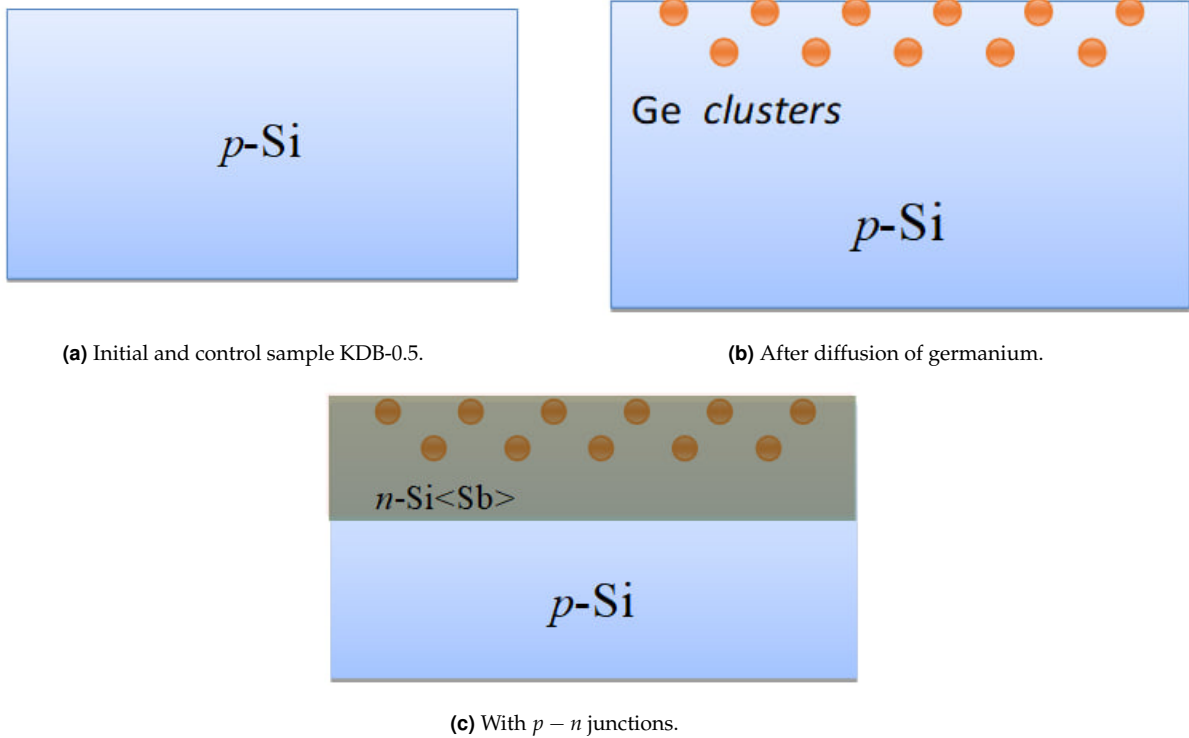 p-Si
Ge clusters
p-Si
(a) Initial and control sample KDB-0.5.
(b) After diffusion of germanium.
n-Si<Sb>
p-Si
(c) With p − n junctions.